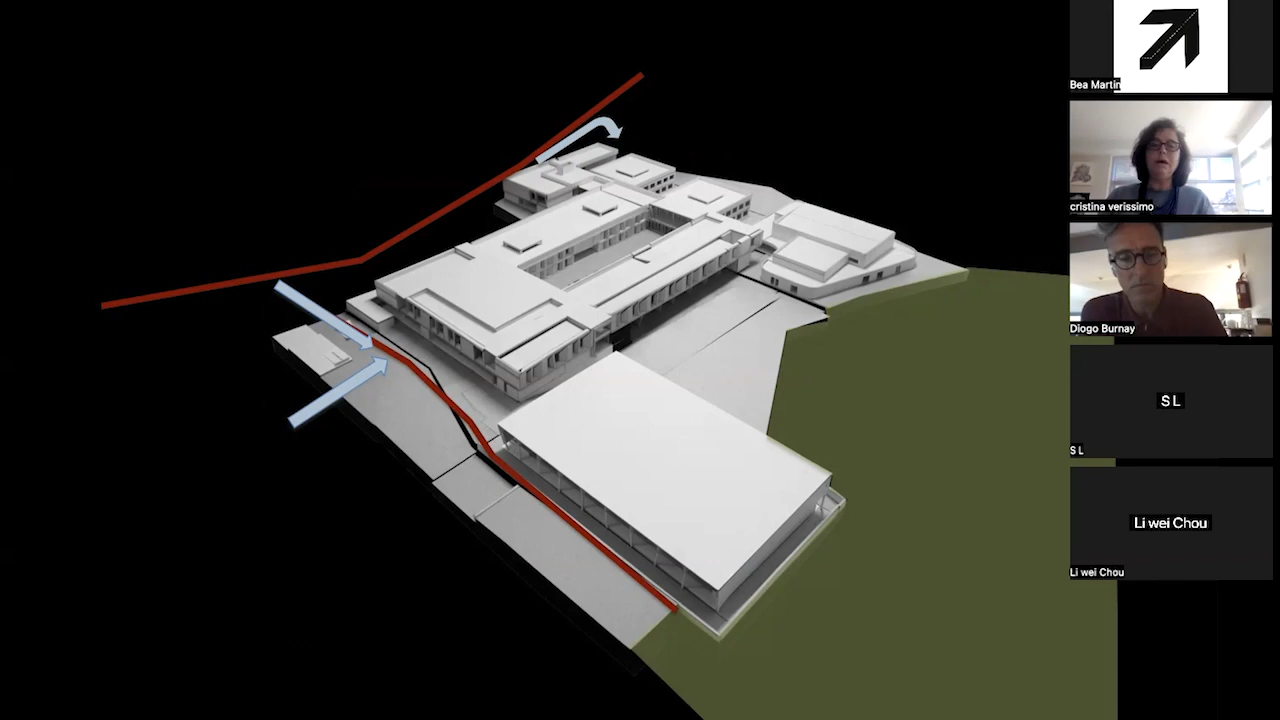 Bea Martin
cristina verissimo
Diogo Burnay
S L
S L
Li wei Chou
Li wei Chou